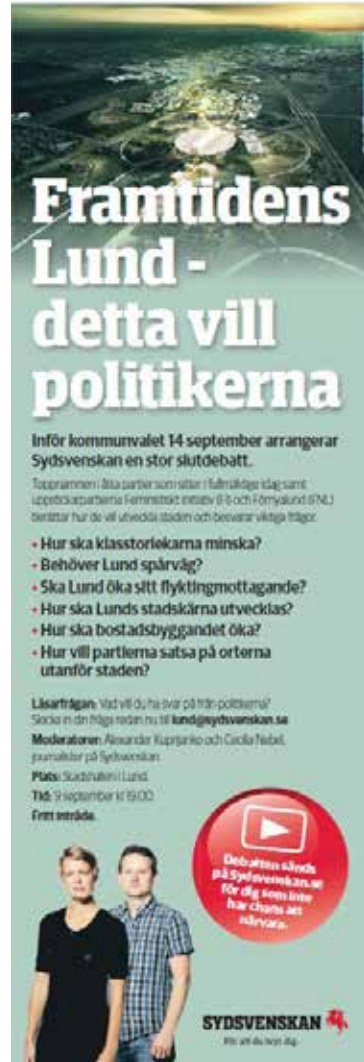 Framtidens
Lund -
detta vill
politikerna
Inför kommunvalet 14 september arrangerar
Sydsvenskan en stor slutdebatt.
Toppnamnen i åtta partier som sitter i fullmäktige idag samt
uppstickarpartierna Feministiskt initiativ (FI) och Förnyalund (FNL)
berättar hur de vill utveckla staden och besvarar viktiga frågor.
• Hur ska klasstorlekarna minska?
• Behöver Lund spårväg?
• Ska Lund öka sitt flyktingmottagande?
• Hur ska Lunds stadskärna utvecklas?
• Hur ska bostadsbyggandet öka?
• Hur vill partierna satsa på orterna
utanför staden?
Läsarfrågan: Vad vill du ha svar på från politikerna?
Skicka in din fråga redan nu till lund@sydsvenskan.se
Moderatorer: Alexander Kuprijanko och Cecilia Nebel,
journalister på Sydsvenskan.
Plats: Stadshallen i Lund.
Tid: 9 september kl 19.00.
Fritt inträde.
Debatten sänds
på Sydsvenskan.se
för dig som inte
har chans att
närvara.
SYDSVENSKAN
För att du bryr dig.